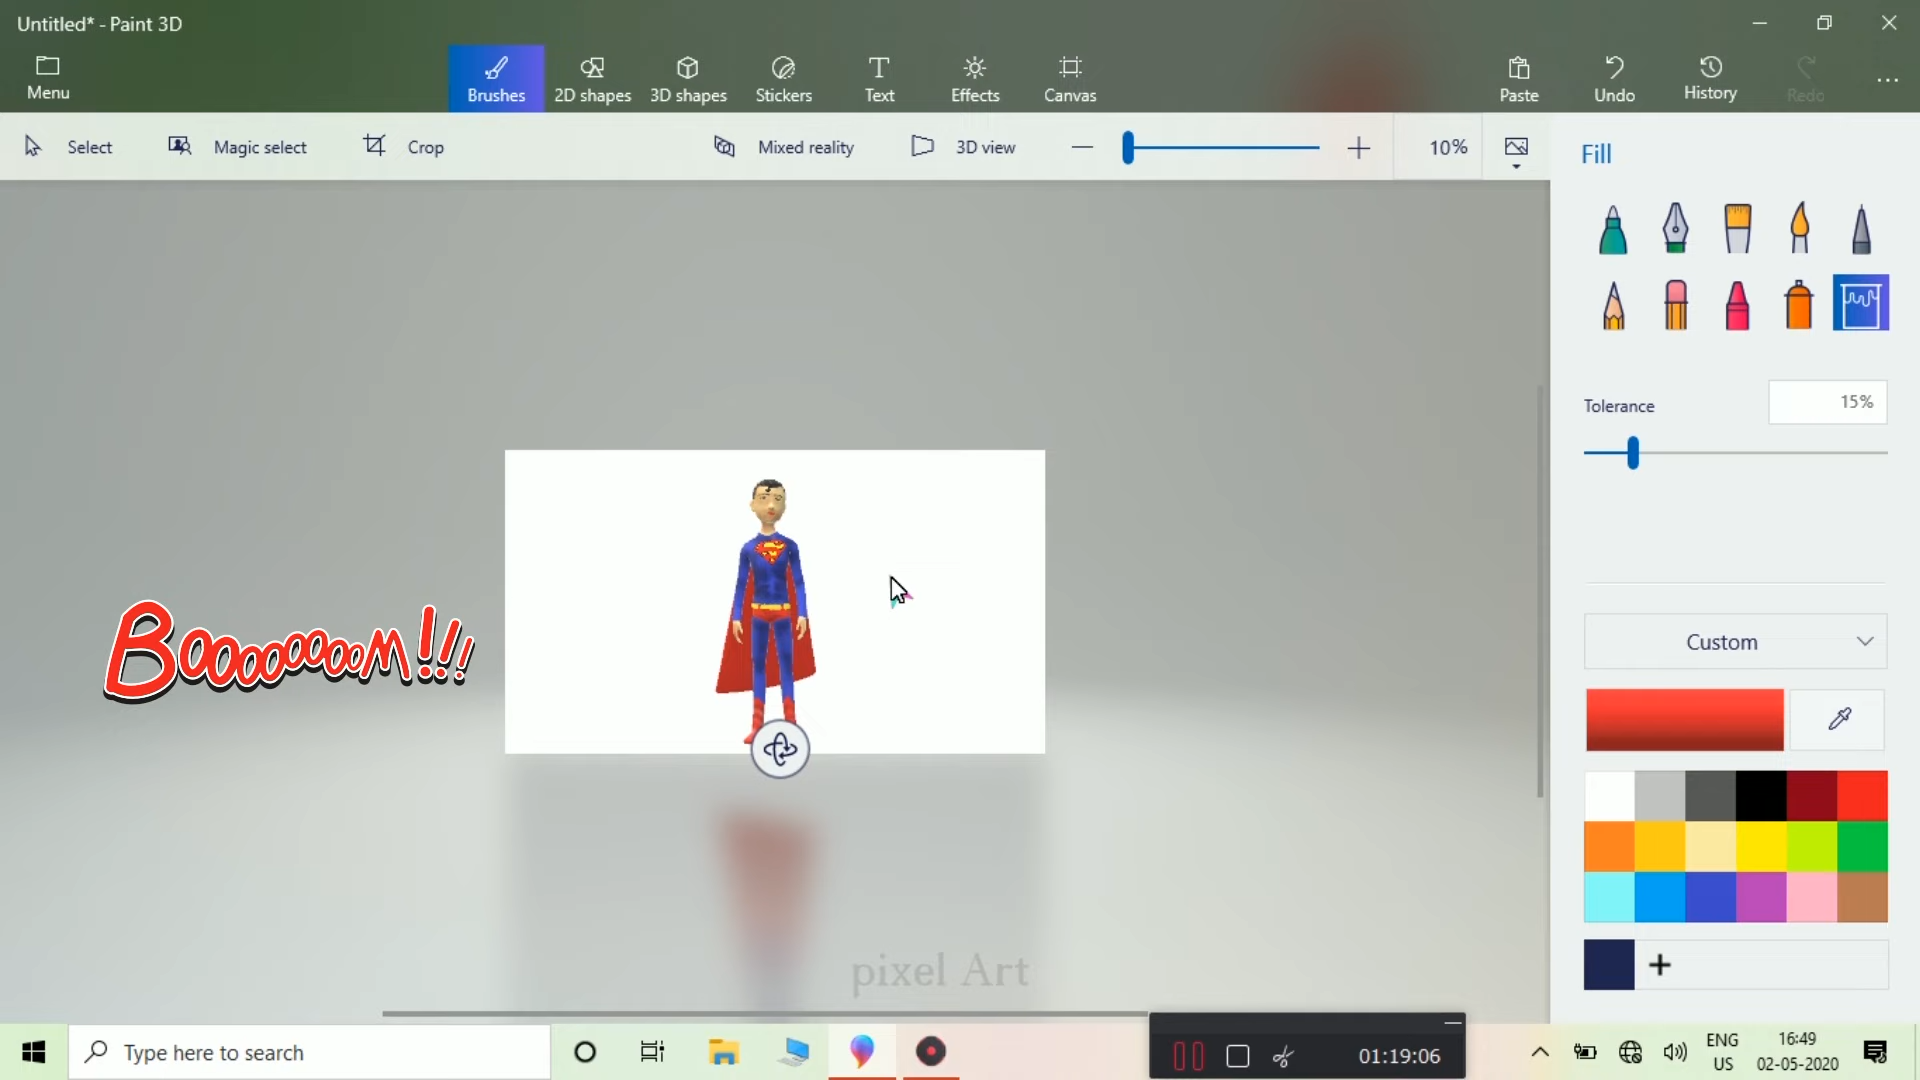 Untitled* - Paint 3D
Menu
Brushes
2D shapes
3D shapes
Stickers
Text
Effects
Canvas
Paste
Undo
History
Redo
Select
Magic select
Crop
Mixed reality
3D view
10%
Fill
Tolerance
15%
Custom
BoooooooooM!!!
pixel Art
Type here to search
01:19:06
ENG
US
16:49
02-05-2020